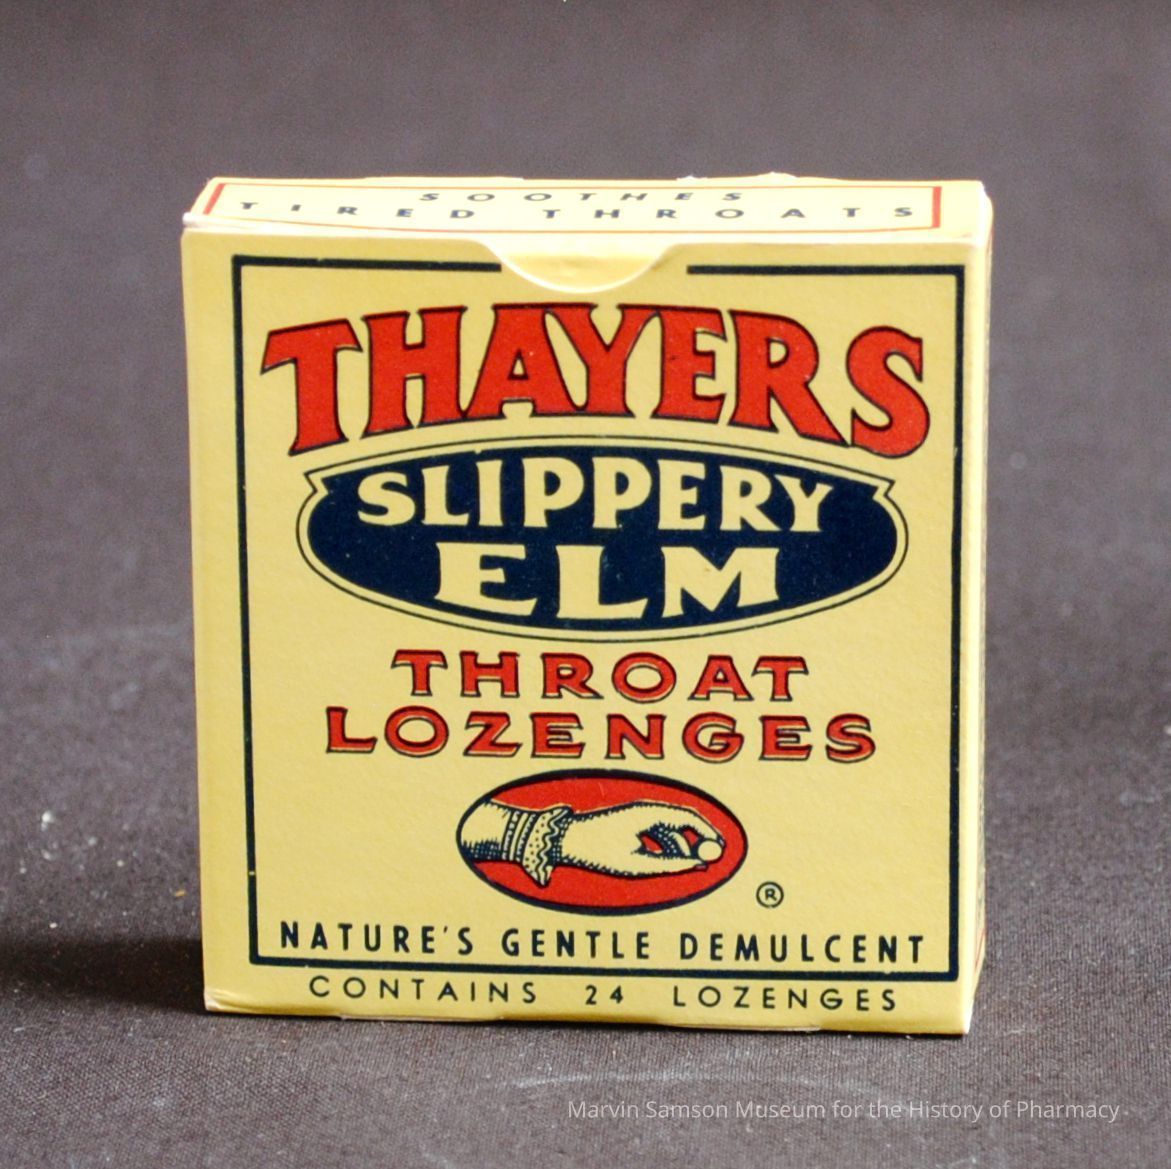 SOOTHES
TIRED THROATS
THAYERS
SLIPPERY
ELM
THROAT
LOZENGES
®
NATURE'S GENTLE DEMULCENT
CONTAINS 24 LOZENGES
Marvin Samson Museum for the History of Pharmacy